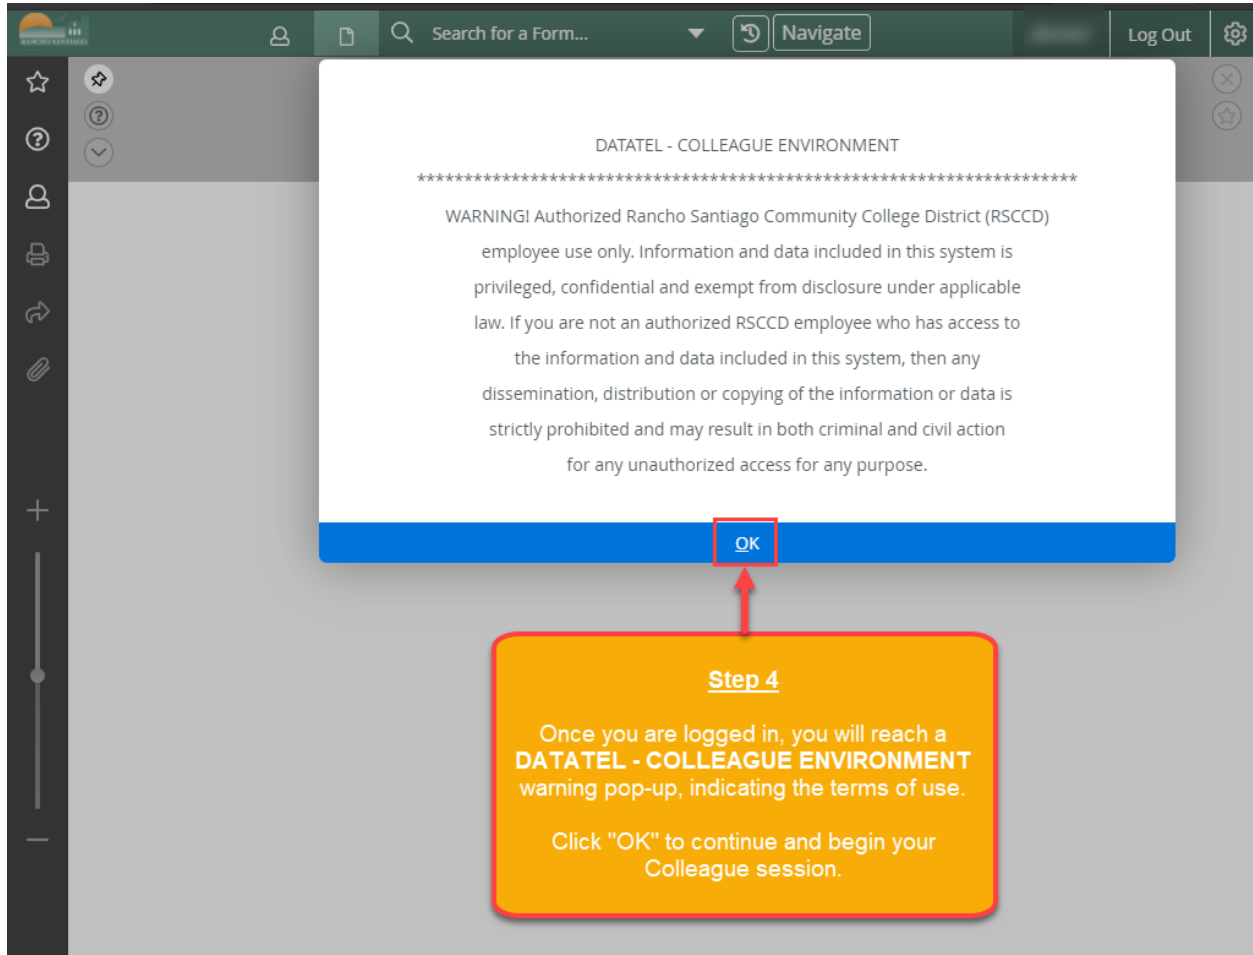 RANCHO SANTIAGO
Search for a Form...
Navigate
Log Out
DATATEL - COLLEAGUE ENVIRONMENT
**********************************************************************
WARNING! Authorized Rancho Santiago Community College District (RSCCD)
employee use only. Information and data included in this system is
privileged, confidential and exempt from disclosure under applicable
law. If you are not an authorized RSCCD employee who has access to
the information and data included in this system, then any
dissemination, distribution or copying of the information or data is
strictly prohibited and may result in both criminal and civil action
for any unauthorized access for any purpose.
OK
Step 4
Once you are logged in, you will reach a
DATATEL - COLLEAGUE ENVIRONMENT
warning pop-up, indicating the terms of use.
Click "OK" to continue and begin your
Colleague session.